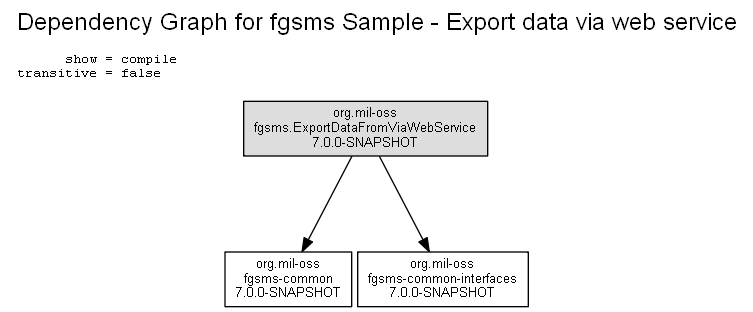 Dependency Graph for fgsms Sample - Export data via web service
show = compile
transitive = false
org.mil-oss
fgsms.ExportDataFromViaWebService
7.0.0-SNAPSHOT
org.mil-oss
fgsms-common
7.0.0-SNAPSHOT
org.mil-oss
fgsms-common-interfaces
7.0.0-SNAPSHOT